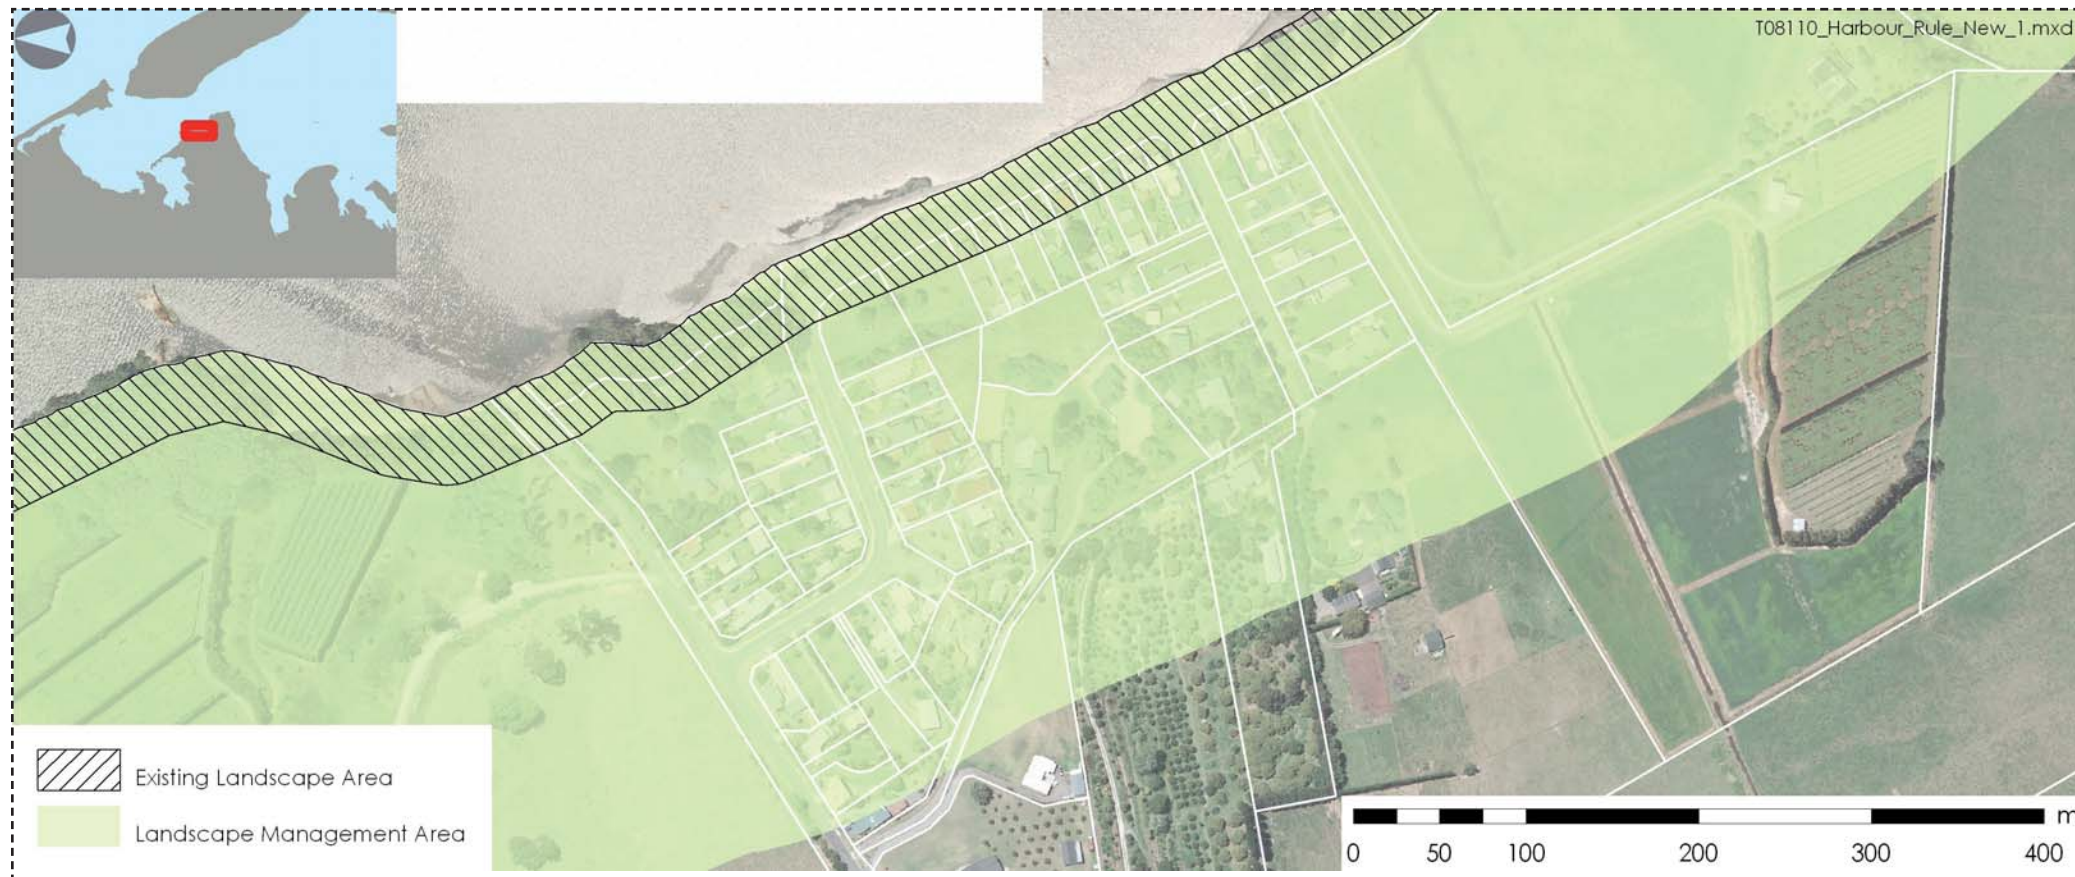 T08110_Harbour_Rule_New_1.mxd
Existing Landscape Area
Landscape Management Area
m
0 50 100 200 300 400